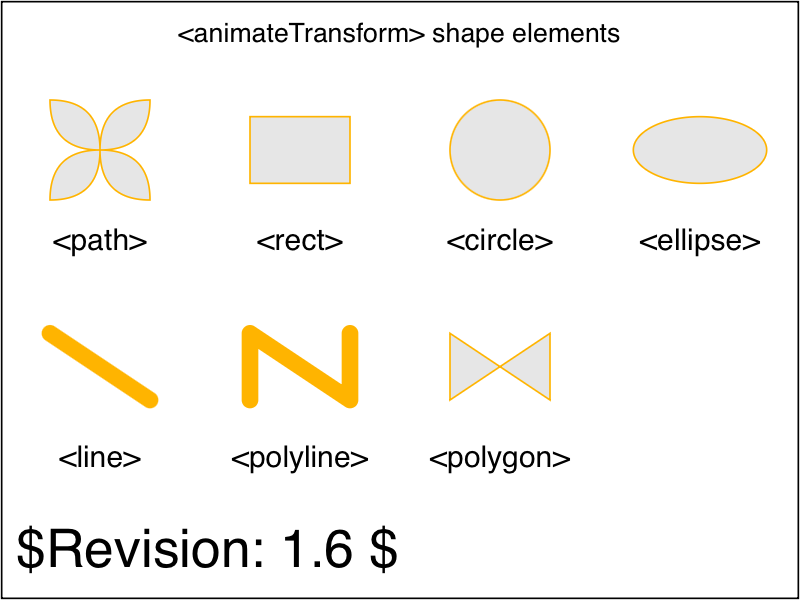 <animateTransform> shape elements
<path> <rect> <circle> <ellipse>
<line> <polyline> <polygon>
$Revision: 1.6 $